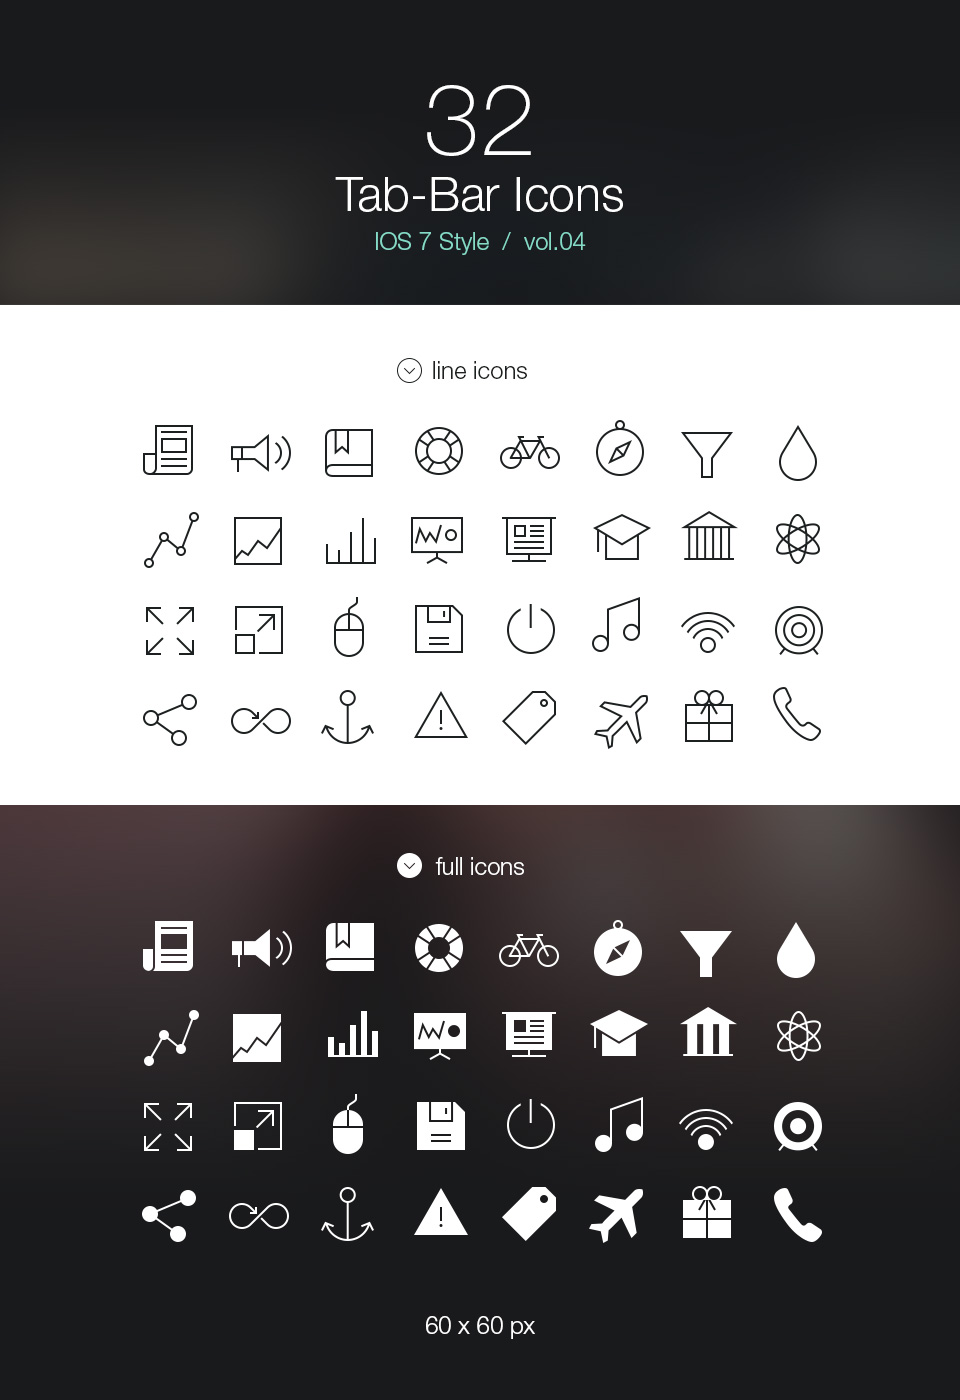 32
Tab-Bar Icons
IOS 7 Style / vol.04
line icons
full icons
60 x 60 px